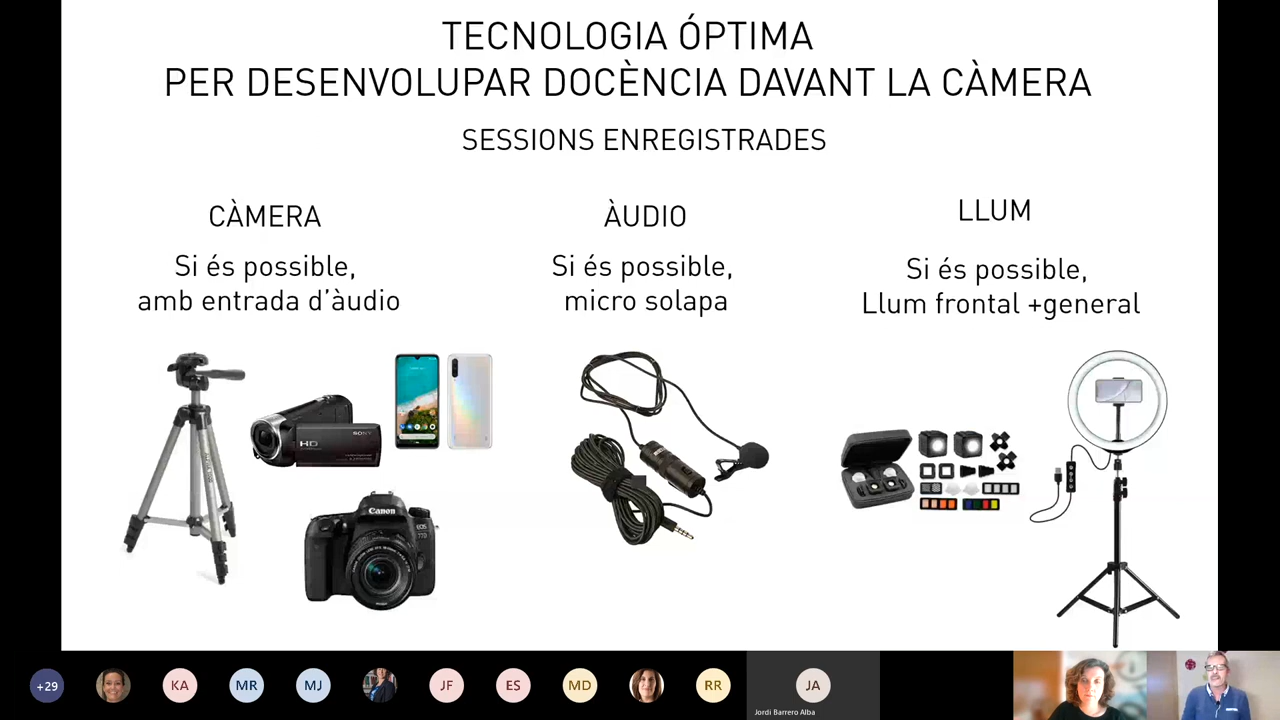 TECNOLOGIA ÓPTIMA
PER DESENVOLUPAR DOCÈNCIA DAVANT LA CÀMERA
SESSIONS ENREGISTRADES
CÀMERA
Si és possible,
amb entrada d'àudio
ÀUDIO
Si és possible,
micro solapa
LLUM
Si és possible,
Llum frontal +general
HD
SONY
Canon
EOS
77D
+29
KA
MR
MJ
JF
ES
MD
RR
JA
Jordi Barrero Alba